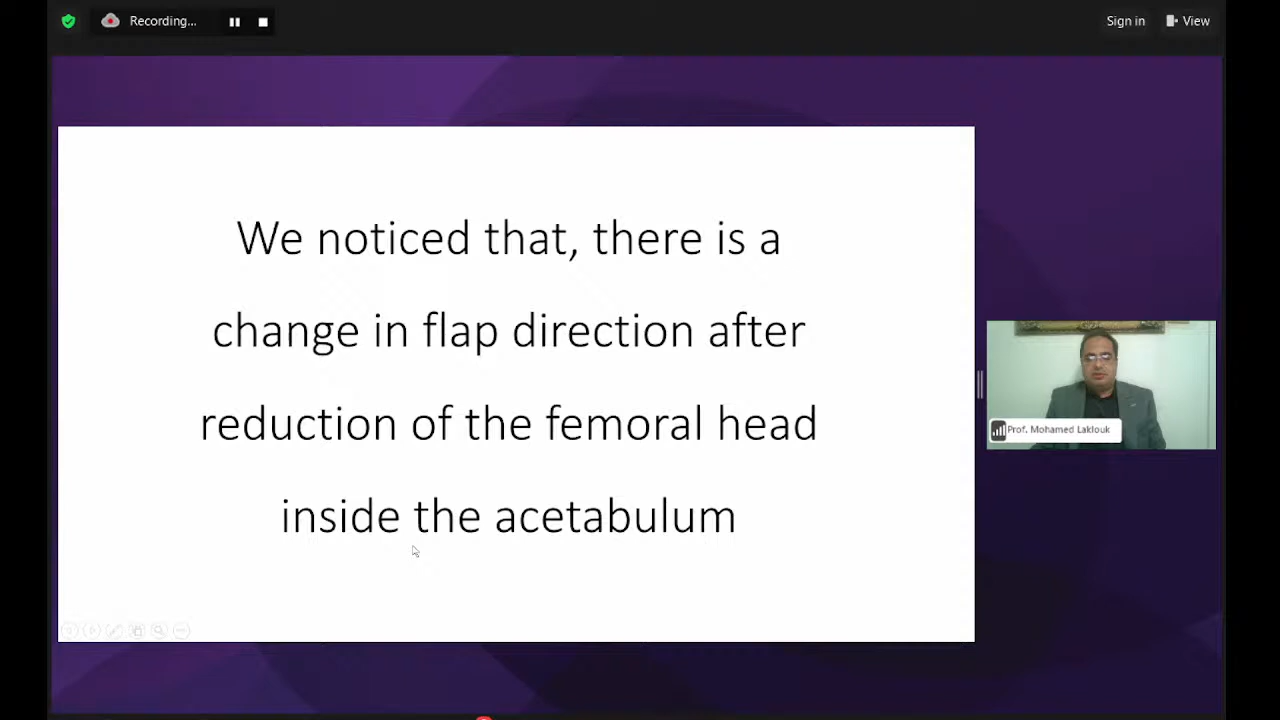 Recording...
Sign in
View
We noticed that, there is a
change in flap direction after
reduction of the femoral head
inside the acetabulum
Prof. Mohamed Laklouk